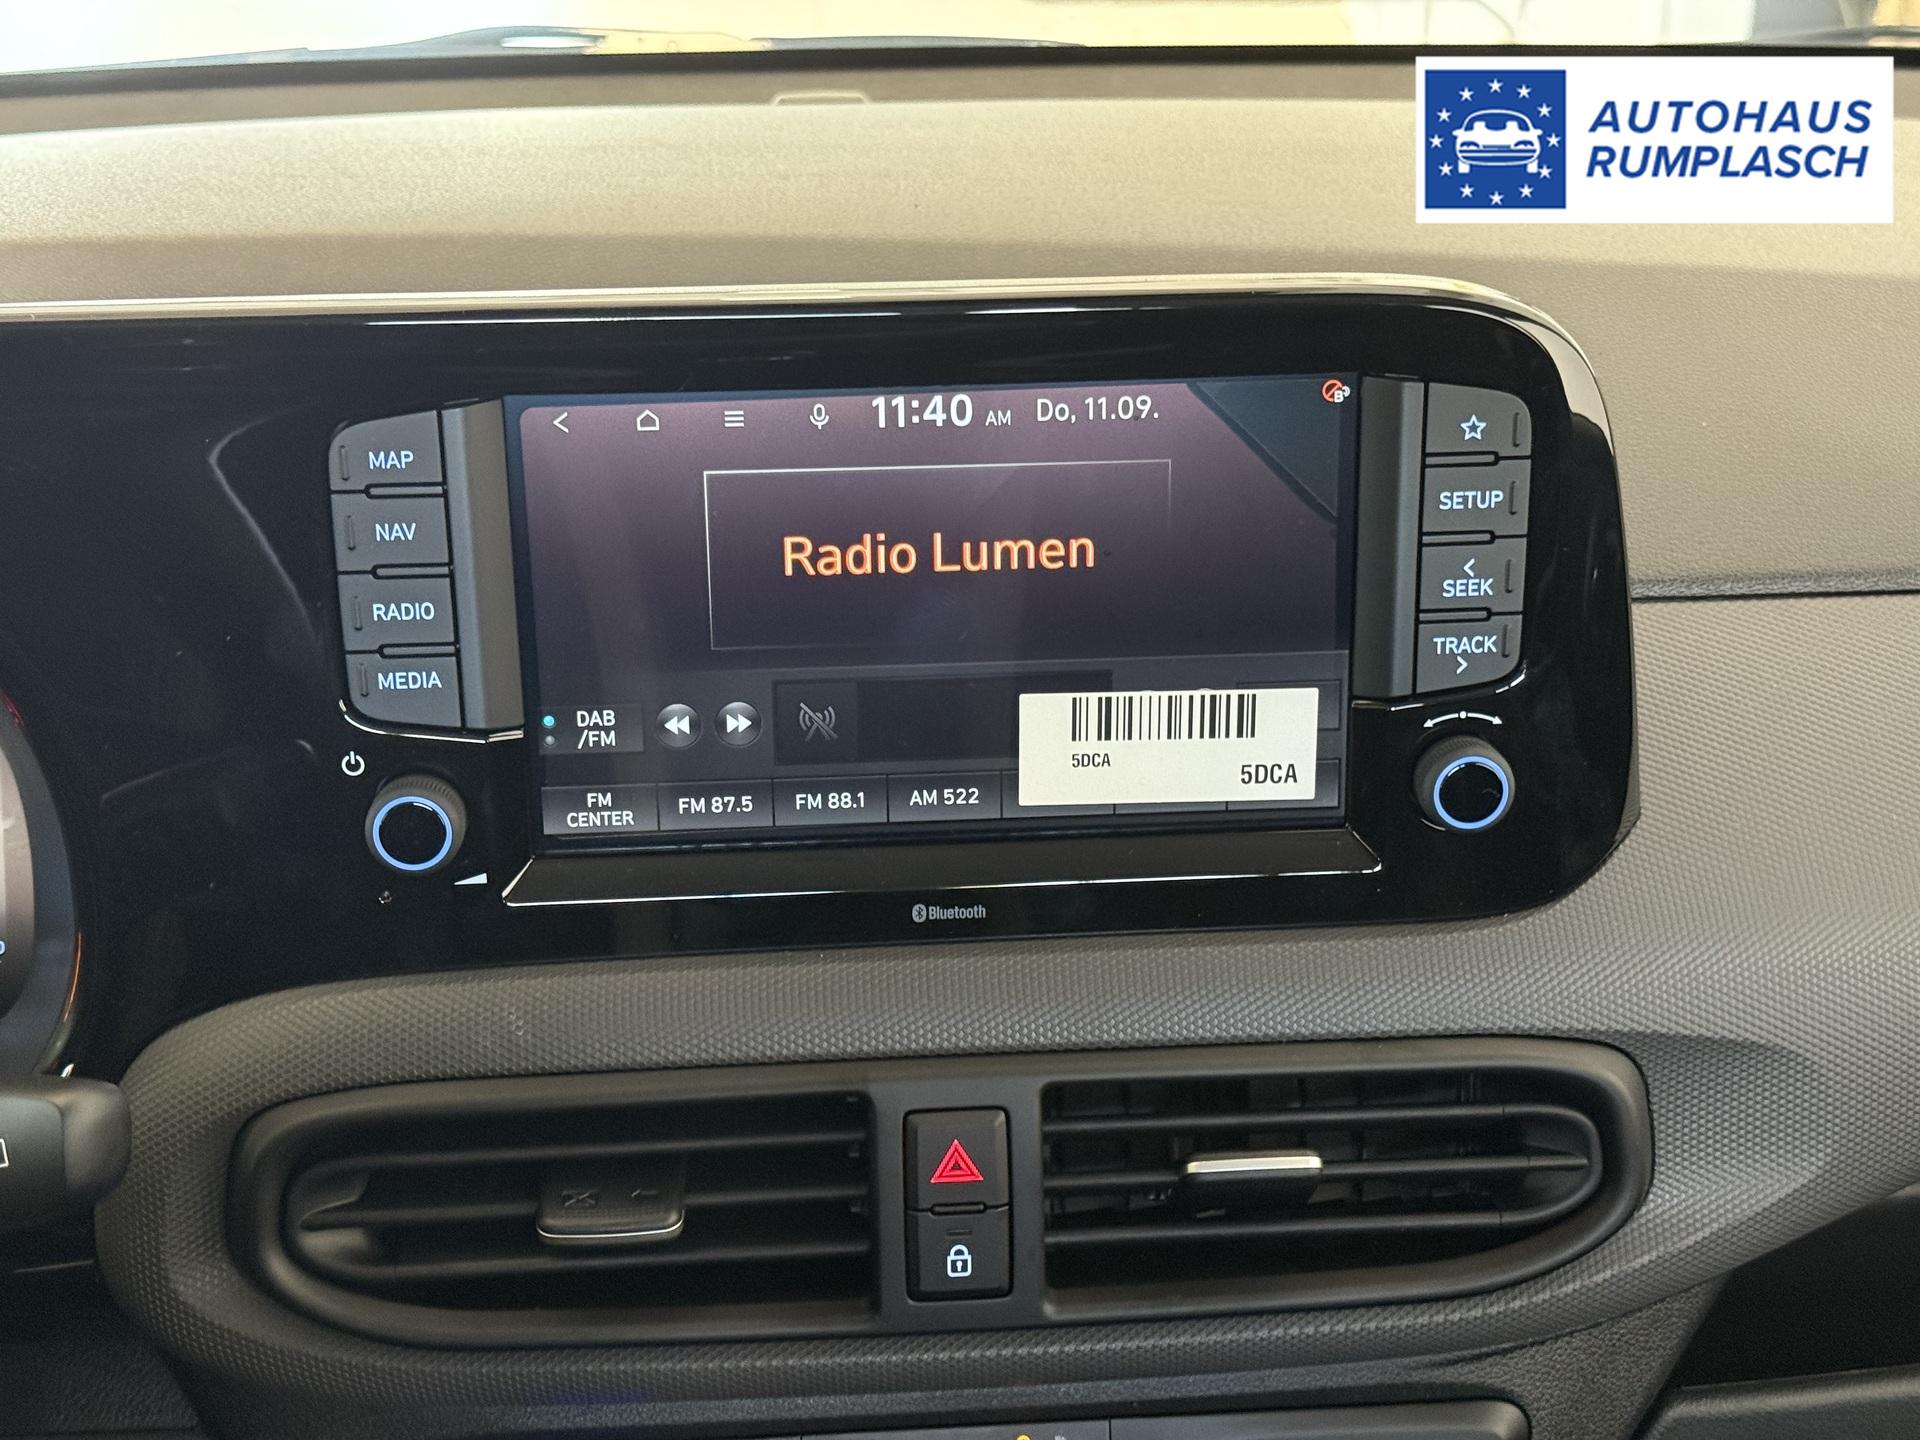 AUTOHAUS
RUMPLASCH
11:40 AM Do, 11.09.
MAP
NAV
RADIO
MEDIA
Radio Lumen
SETUP
SEEK
TRACK
DAB
/FM
FM
CENTER
FM 87.5
FM 88.1
AM 522
5DCA
5DCA
Bluetooth